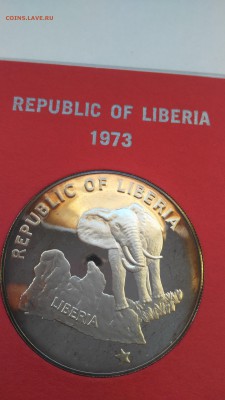 COINS.LAVE.RU
REPUBLIC OF LIBERIA
1973
REPUBLIC OF LIBERIA
LIBERIA